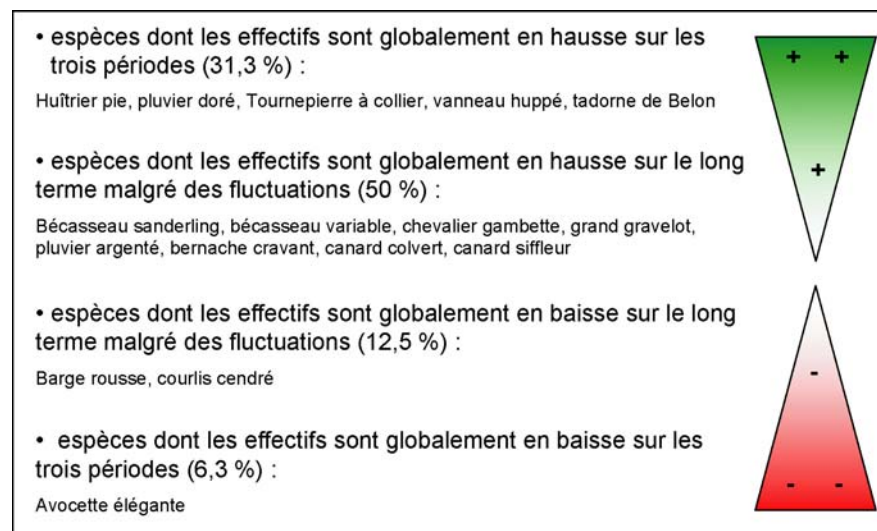 • espèces dont les effectifs sont globalement en hausse sur les
trois périodes (31,3 %) :
Huîtrier pie, pluvier doré, Tournepierre à collier, vanneau huppé, tadorne de Belon
+ +
• espèces dont les effectifs sont globalement en hausse sur le long
terme malgré des fluctuations (50 %) :
+
Bécasseau sanderling, bécasseau variable, chevalier gambette, grand gravelot,
pluvier argenté, bernache cravant, canard colvert, canard siffleur
• espèces dont les effectifs sont globalement en baisse sur le long
terme malgré des fluctuations (12,5 %) :
Barge rousse, courlis cendré
-
• espèces dont les effectifs sont globalement en baisse sur les
trois périodes (6,3 %) :
Avocette élégante
- -